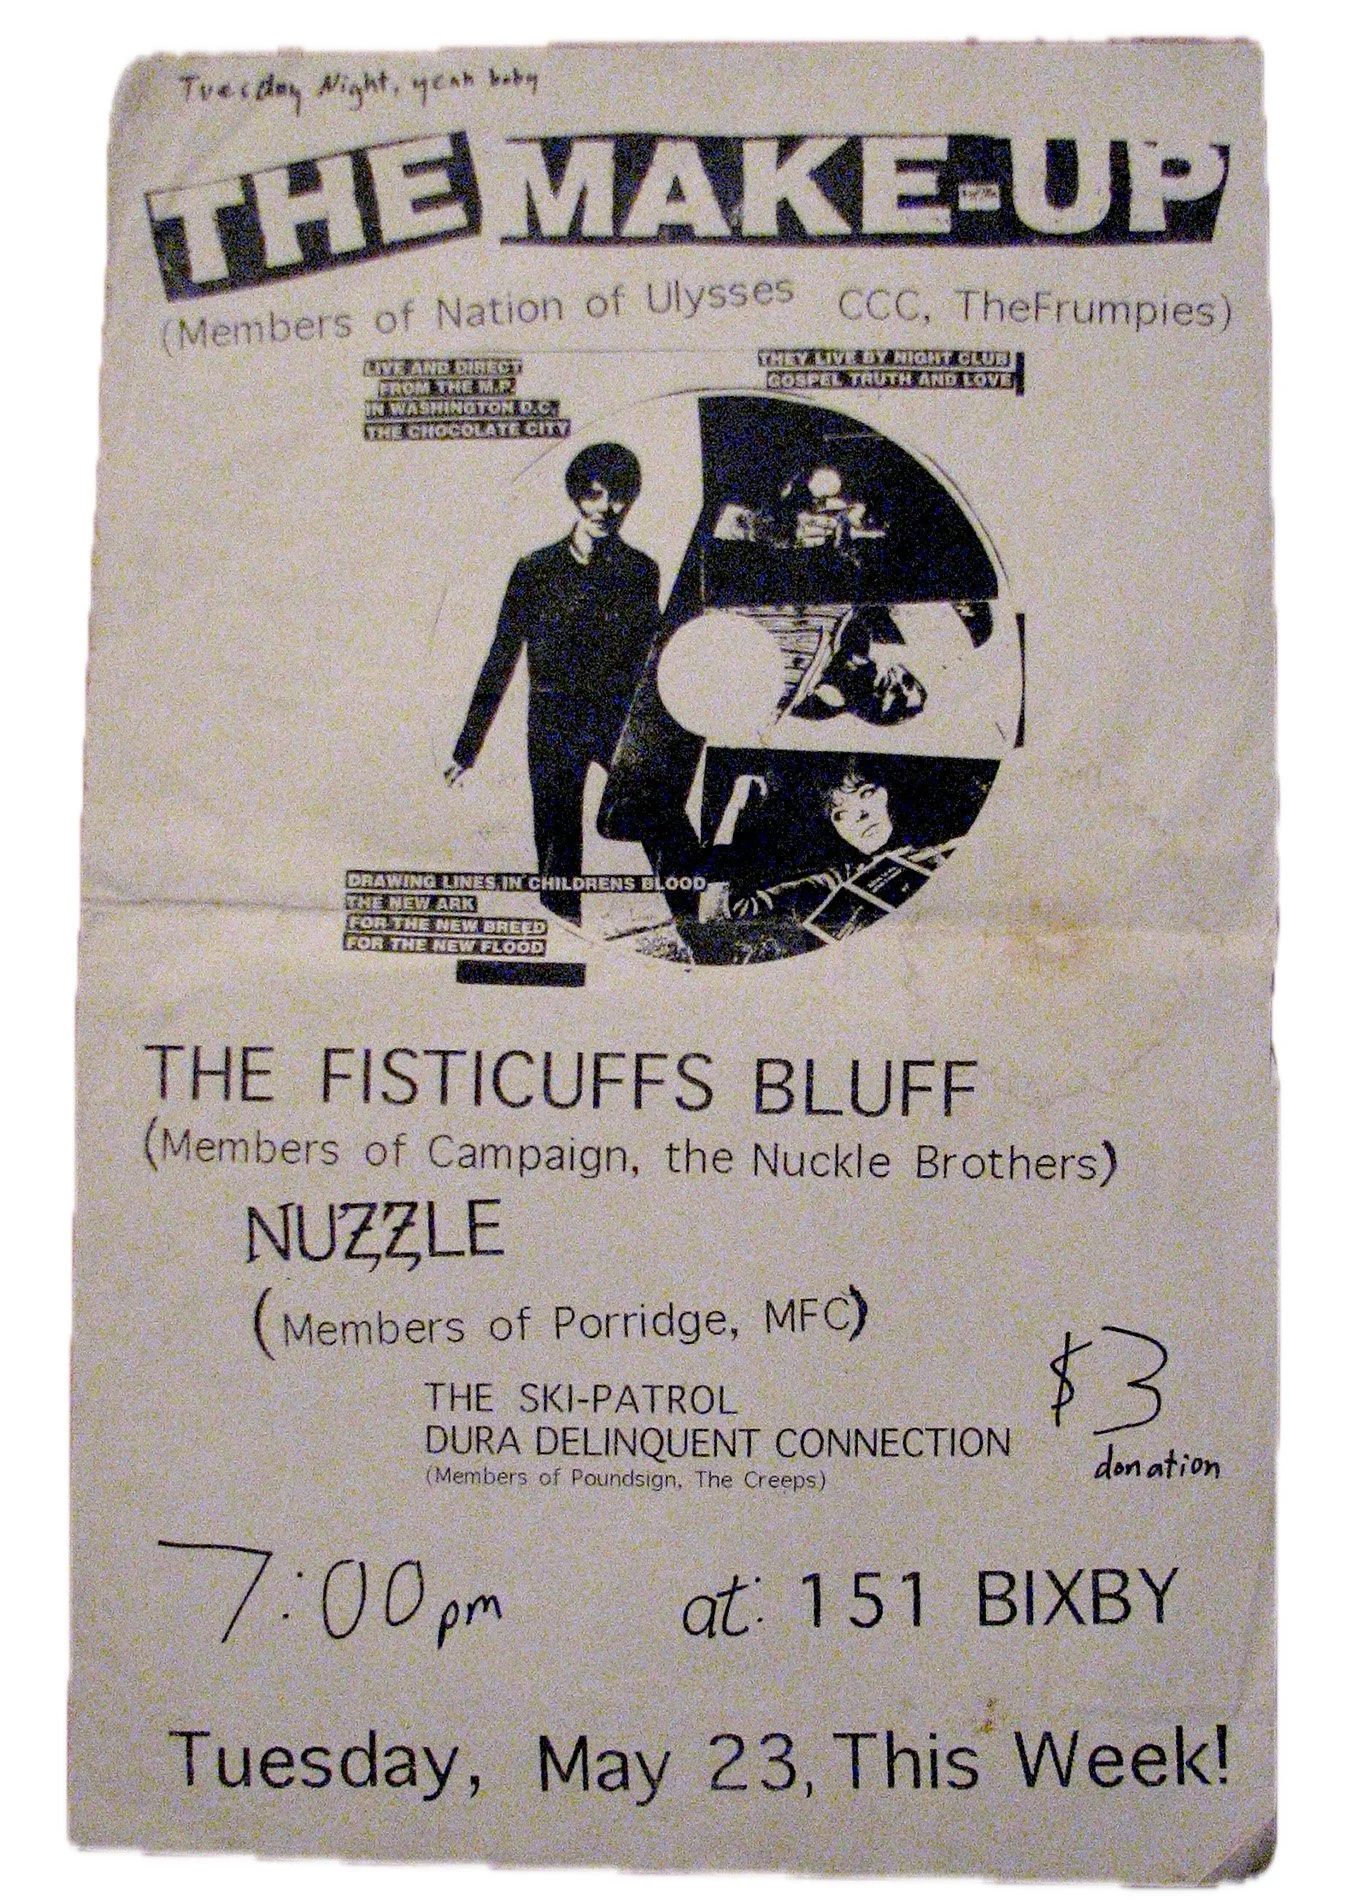 Tuesday Night, yeah baby
THE MAKE-UP
(Members of Nation of Ulysses CCC, TheFrumpies)
LIVE AND DIRECT
FROM THE M.P.
IN WASHINGTON D.C.
THE CHOCOLATE CITY
THEY LIVE BY NIGHT CLUB
GOSPEL TRUTH AND LOVE
DRAWING LINES IN CHILDRENS BLOOD
THE NEW ARK
FOR THE NEW BREED
FOR THE NEW FLOOD
THE FISTICUFFS BLUFF
(Members of Campaign, the Nuckle Brothers)
NUZZLE
(Members of Porridge, MFC)
THE SKI-PATROL
DURA DELINQUENT CONNECTION
(Members of Poundsign, The Creeps)
$3
donation
7:00pm at: 151 BIXBY
Tuesday, May 23, This Week!